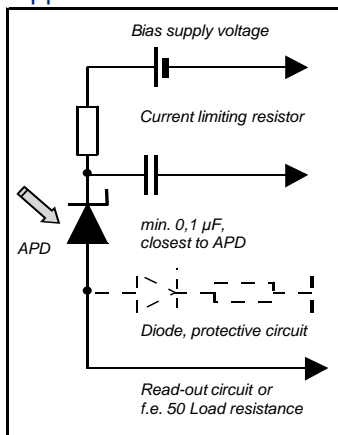 Bias supply voltage
Current limiting resistor
min. 0,1 µF,
closest to APD
APD
Diode, protective circuit
Read-out circuit or
f.e. 50 Load resistance